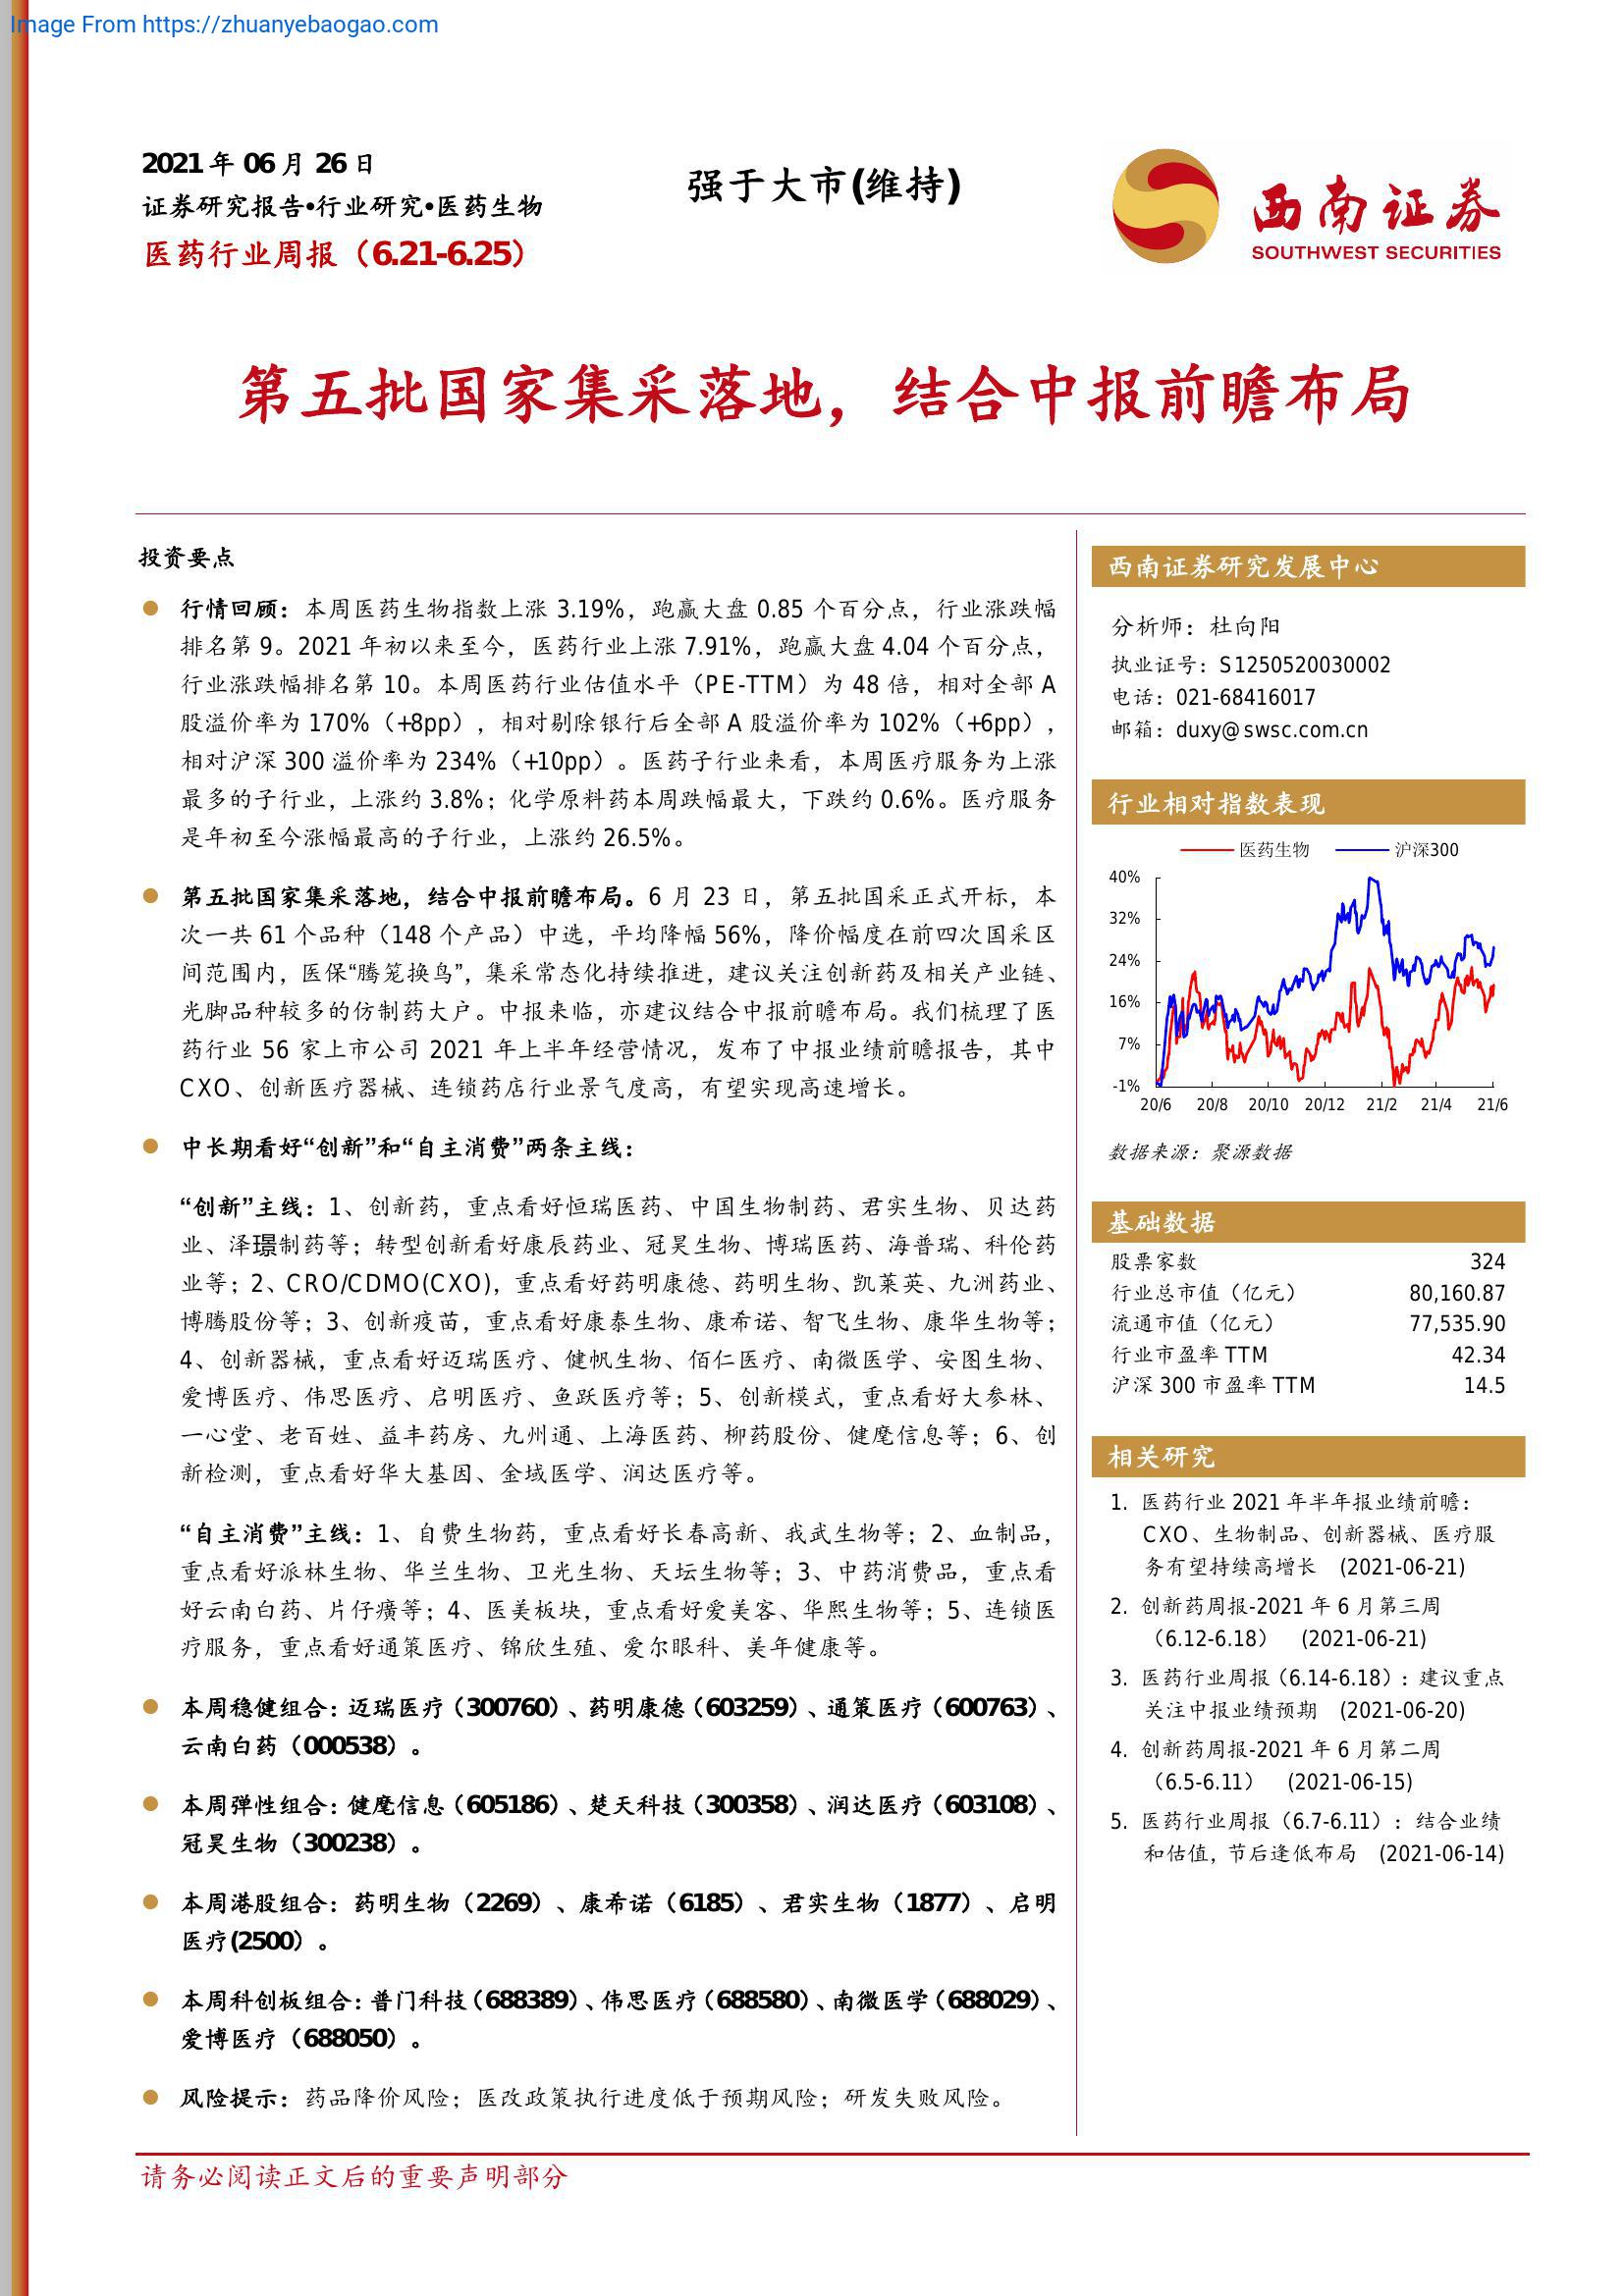 Image From https://zhuanyebaogao.com
2021 年 06 月 26 日
证券研究报告•行业研究•医药生物
医药行业周报（6.21-6.25）
强于大市(维持)
西南证券
SOUTHWEST SECURITIES
第五批国家集采落地，结合中报前瞻布局
投资要点
行情回顾：本周医药生物指数上涨 3.19%，跑赢大盘 0.85 个百分点，行业涨跌幅
排名第 9。2021 年初以来至今，医药行业上涨 7.91%，跑赢大盘 4.04 个百分点，
行业涨跌幅排名第 10。本周医药行业估值水平（PE-TTM）为 48 倍，相对全部 A
股溢价率为 170%（+8pp），相对剔除银行后全部 A 股溢价率为 102%（+6pp），
相对沪深 300 溢价率为 234%（+10pp）。医药子行业来看，本周医疗服务为上涨
最多的子行业，上涨约 3.8%；化学原料药本周跌幅最大，下跌约 0.6%。医疗服务
是年初至今涨幅最高的子行业，上涨约 26.5%。
第五批国家集采落地，结合中报前瞻布局。6 月 23 日，第五批国采正式开标，本
次一共 61 个品种（148 个产品）中选，平均降幅 56%，降价幅度在前四次国采区
间范围内，医保“腾笼换鸟”，集采常态化持续推进，建议关注创新药及相关产业链、
光脚品种较多的仿制药大户。中报来临，亦建议结合中报前瞻布局。我们梳理了医
药行业 56 家上市公司 2021 年上半年经营情况，发布了中报业绩前瞻报告，其中
CXO、创新医疗器械、连锁药店行业景气度高，有望实现高速增长。
中长期看好“创新”和“自主消费”两条主线：
“创新”主线：1、创新药，重点看好恒瑞医药、中国生物制药、君实生物、贝达药
业、泽璟制药等；转型创新看好康辰药业、冠昊生物、博瑞医药、海普瑞、科伦药
业等；2、CRO/CDMO(CXO)，重点看好药明康德、药明生物、凯莱英、九洲药业、
博腾股份等；3、创新疫苗，重点看好康泰生物、康希诺、智飞生物、康华生物等；
4、创新器械，重点看好迈瑞医疗、健帆生物、佰仁医疗、南微医学、安图生物、
爱博医疗、伟思医疗、启明医疗、鱼跃医疗等；5、创新模式，重点看好大参林、
一心堂、老百姓、益丰药房、九州通、上海医药、柳药股份、健麾信息等；6、创
新检测，重点看好华大基因、金域医学、润达医疗等。
“自主消费”主线：1、自费生物药，重点看好长春高新、我武生物等；2、血制品，
重点看好派林生物、华兰生物、卫光生物、天坛生物等；3、中药消费品，重点看
好云南白药、片仔癀等；4、医美板块，重点看好爱美客、华熙生物等；5、连锁医
疗服务，重点看好通策医疗、锦欣生殖、爱尔眼科、美年健康等。
本周稳健组合：迈瑞医疗（300760）、药明康德（603259）、通策医疗（600763）、
云南白药（000538）。
本周弹性组合：健麾信息（605186）、楚天科技（300358）、润达医疗（603108）、
冠昊生物（300238）。
本周港股组合：药明生物（2269）、康希诺（6185）、君实生物（1877）、启明
医疗(2500）。
本周科创板组合：普门科技（688389）、伟思医疗（688580）、南微医学（688029）、
爱博医疗（688050）。
风险提示：药品降价风险；医改政策执行进度低于预期风险；研发失败风险。
西南证券研究发展中心
分析师：杜向阳
执业证号：S1250520030002
电话：021-68416017
邮箱：duxy@swsc.com.cn
行业相对指数表现
医药生物 沪深300
40%
32%
24%
16%
7%
-1%
20/6 20/8 20/10 20/12 21/2 21/4 21/6
数据来源：聚源数据
基础数据
股票家数 324
行业总市值（亿元） 80,160.87
流通市值（亿元） 77,535.90
行业市盈率 TTM 42.34
沪深 300 市盈率 TTM 14.5
相关研究
1. 医药行业 2021 年半年报业绩前瞻：
CXO、生物制品、创新器械、医疗服
务有望持续高增长 (2021-06-21)
2. 创新药周报-2021 年 6 月第三周
（6.12-6.18） (2021-06-21)
3. 医药行业周报（6.14-6.18）：建议重点
关注中报业绩预期 (2021-06-20)
4. 创新药周报-2021 年 6 月第二周
（6.5-6.11） (2021-06-15)
5. 医药行业周报（6.7-6.11）：结合业绩
和估值，节后逢低布局 (2021-06-14)
请务必阅读正文后的重要声明部分